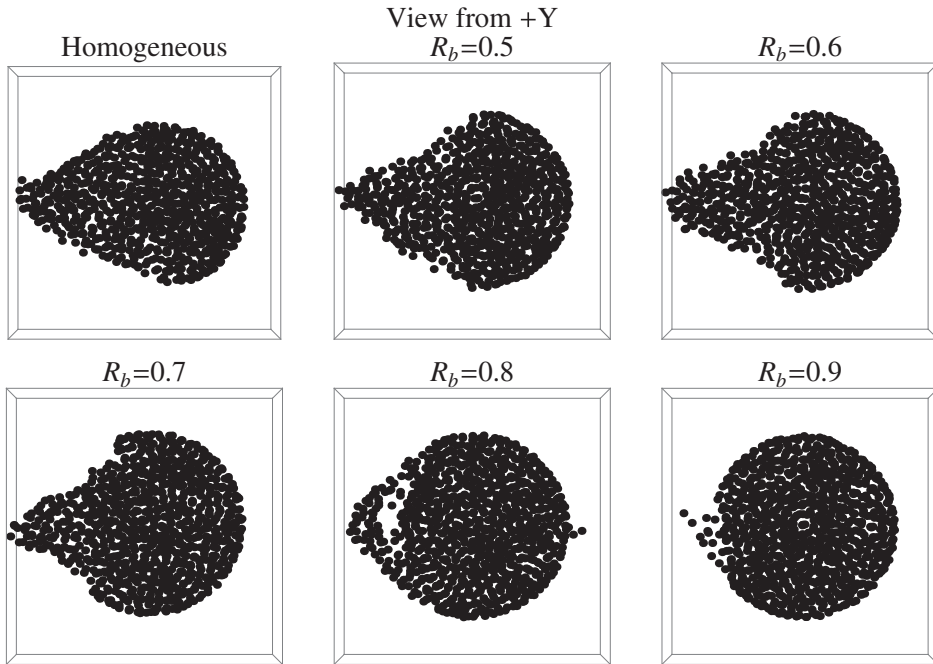 View from +Y
Homogeneous
R_b=0.5
R_b=0.6
R_b=0.7
R_b=0.8
R_b=0.9